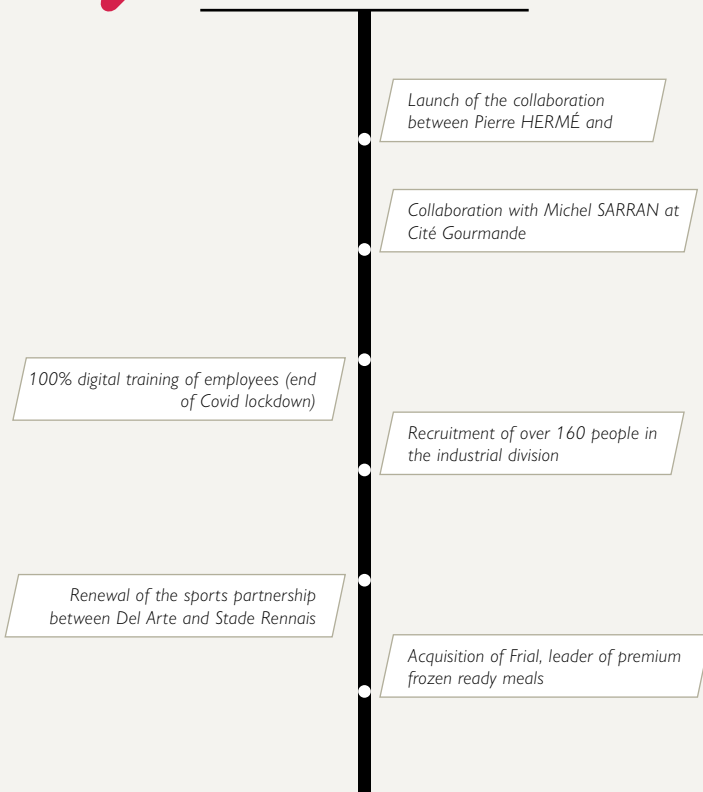 Launch of the collaboration
between Pierre HERMÉ and
Collaboration with Michel SARRAN at
Cité Gourmande
100% digital training of employees (end
of Covid lockdown)
Recruitment of over 160 people in
the industrial division
Renewal of the sports partnership
between Del Arte and Stade Rennais
Acquisition of Frial, leader of premium
frozen ready meals